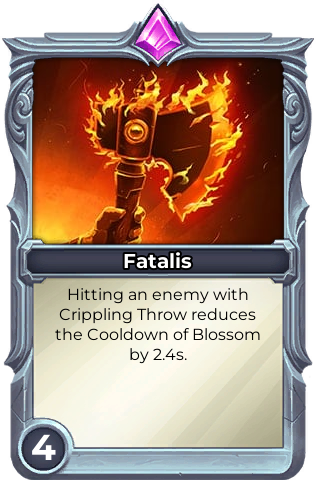 Fatalis
Hitting an enemy with
Crippling Throw reduces
the Cooldown of Blossom
by 2.4s.
4